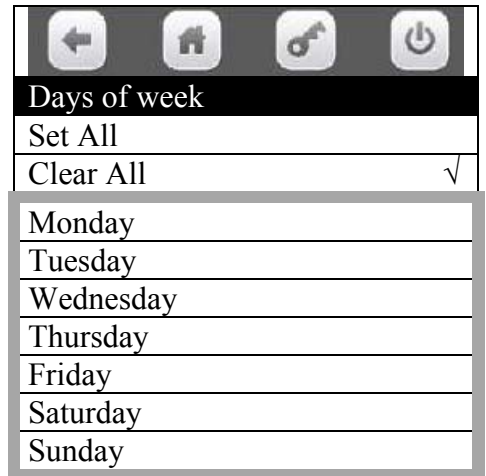 Days of week
Set All
Clear All √
Monday
Tuesday
Wednesday
Thursday
Friday
Saturday
Sunday